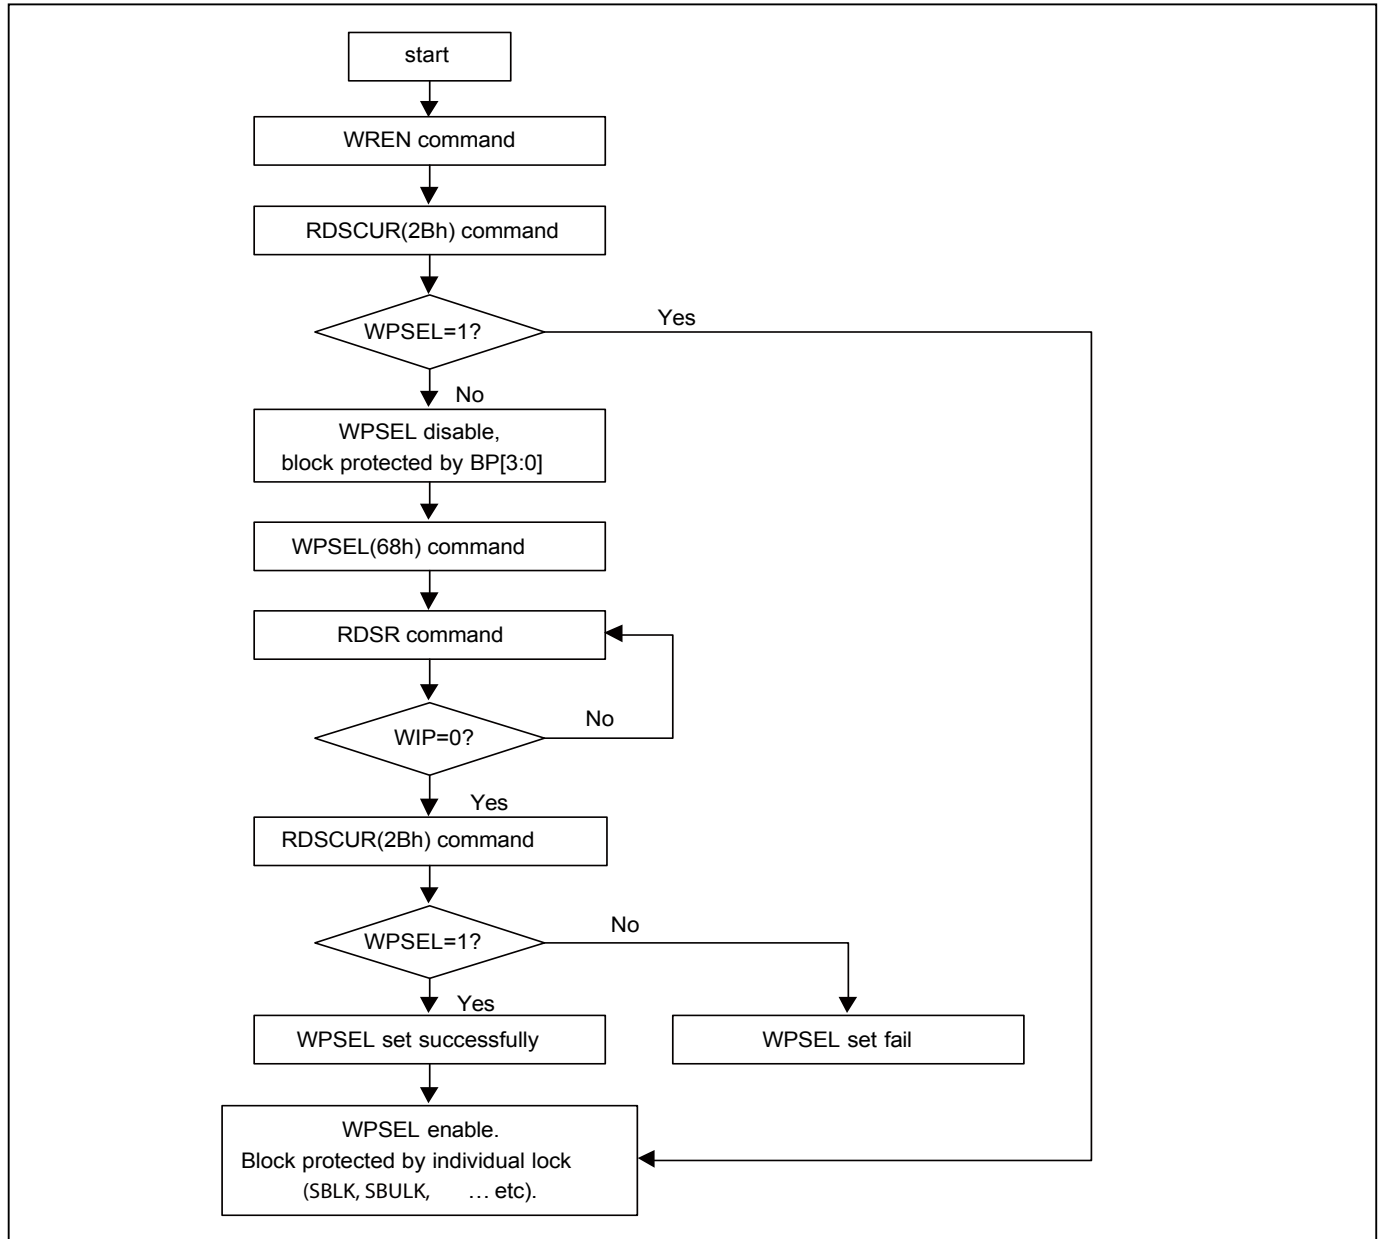 start
WREN command
RDSCUR(2Bh) command
WPSEL=1?
Yes
No
WPSEL disable,
block protected by BP[3:0]
WPSEL(68h) command
RDSR command
WIP=0?
No
Yes
RDSCUR(2Bh) command
WPSEL=1?
No
Yes
WPSEL set successfully
WPSEL set fail
WPSEL enable.
Block protected by individual lock
(SBLK, SBULK, … etc).